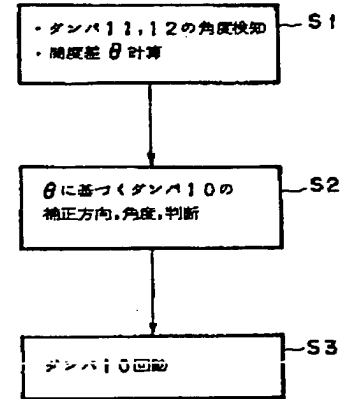 ・ダンパ11,12の角度検知
・開度差θ計算
S1
θに基づくダンパ10の
補正方向,角度,判断
S2
ダンパ10回動
S3